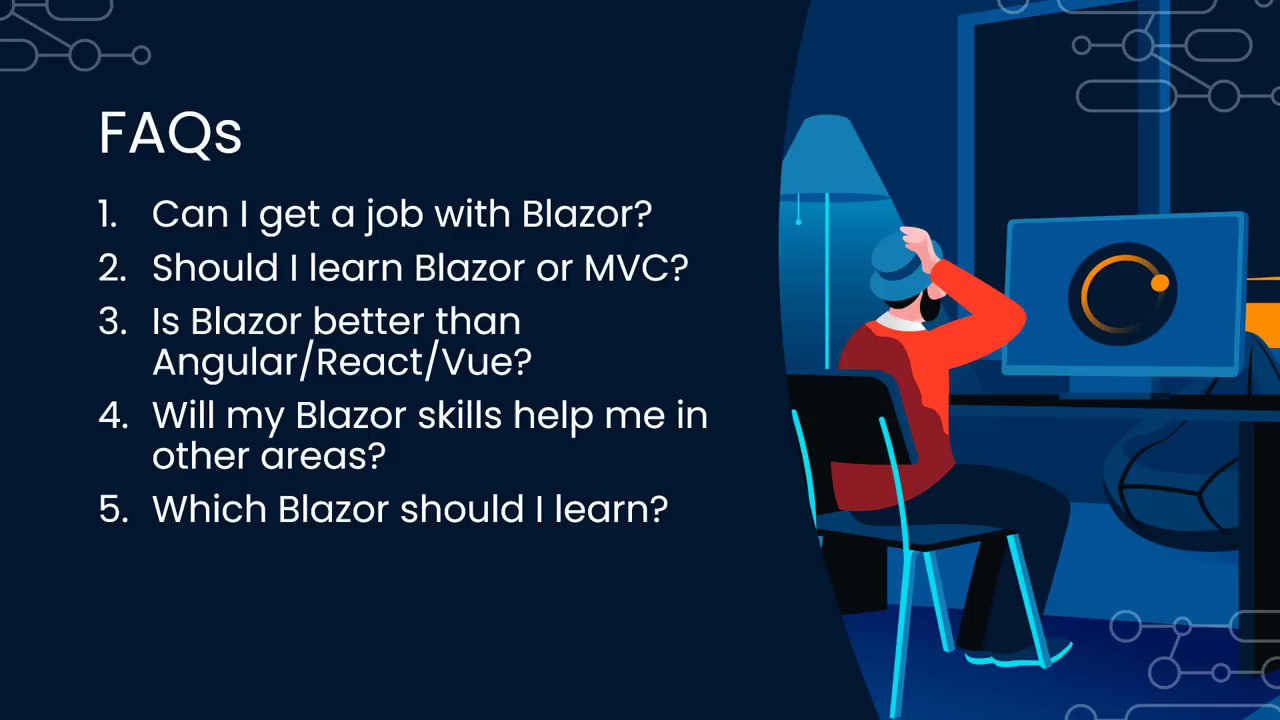 FAQs
1. Can I get a job with Blazor?
2. Should I learn Blazor or MVC?
3. Is Blazor better than
Angular/React/Vue?
4. Will my Blazor skills help me in
other areas?
5. Which Blazor should I learn?